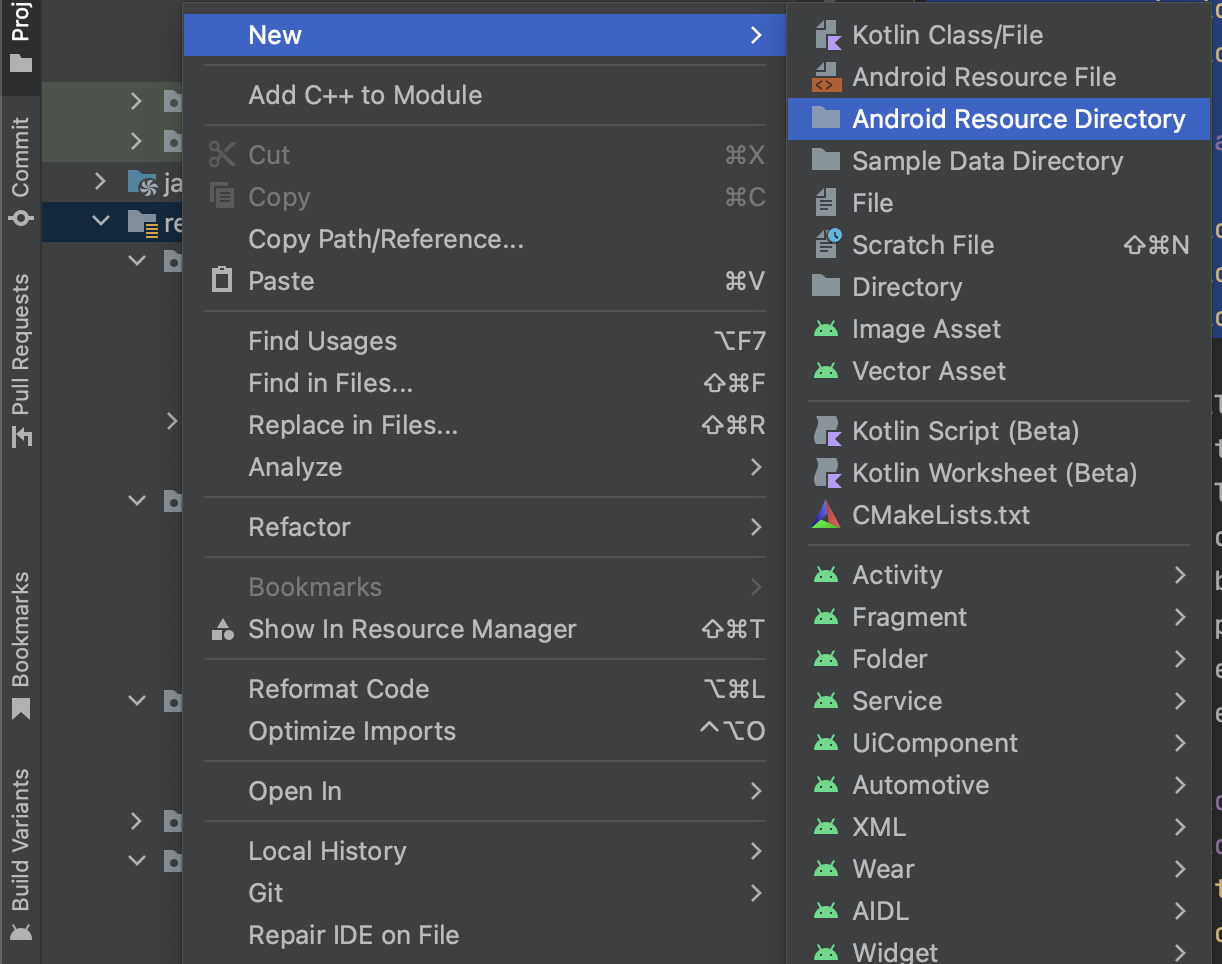 Proj
Commit
Pull Requests
Bookmarks
Build Variants
New
Add C++ to Module
Cut ⌘X
Copy ⌘C
Copy Path/Reference...
Paste ⌘V
Find Usages ⌥F7
Find in Files... ⇧⌘F
Replace in Files... ⇧⌘R
Analyze
Refactor
Bookmarks
Show In Resource Manager ⇧⌘T
Reformat Code ⌥⌘L
Optimize Imports ^⌥O
Open In
Local History
Git
Repair IDE on File
Kotlin Class/File
Android Resource File
Android Resource Directory
Sample Data Directory
File
Scratch File ⇧⌘N
Directory
Image Asset
Vector Asset
Kotlin Script (Beta)
Kotlin Worksheet (Beta)
CMakeLists.txt
Activity
Fragment
Folder
Service
UiComponent
Automotive
XML
Wear
AIDL
Widget